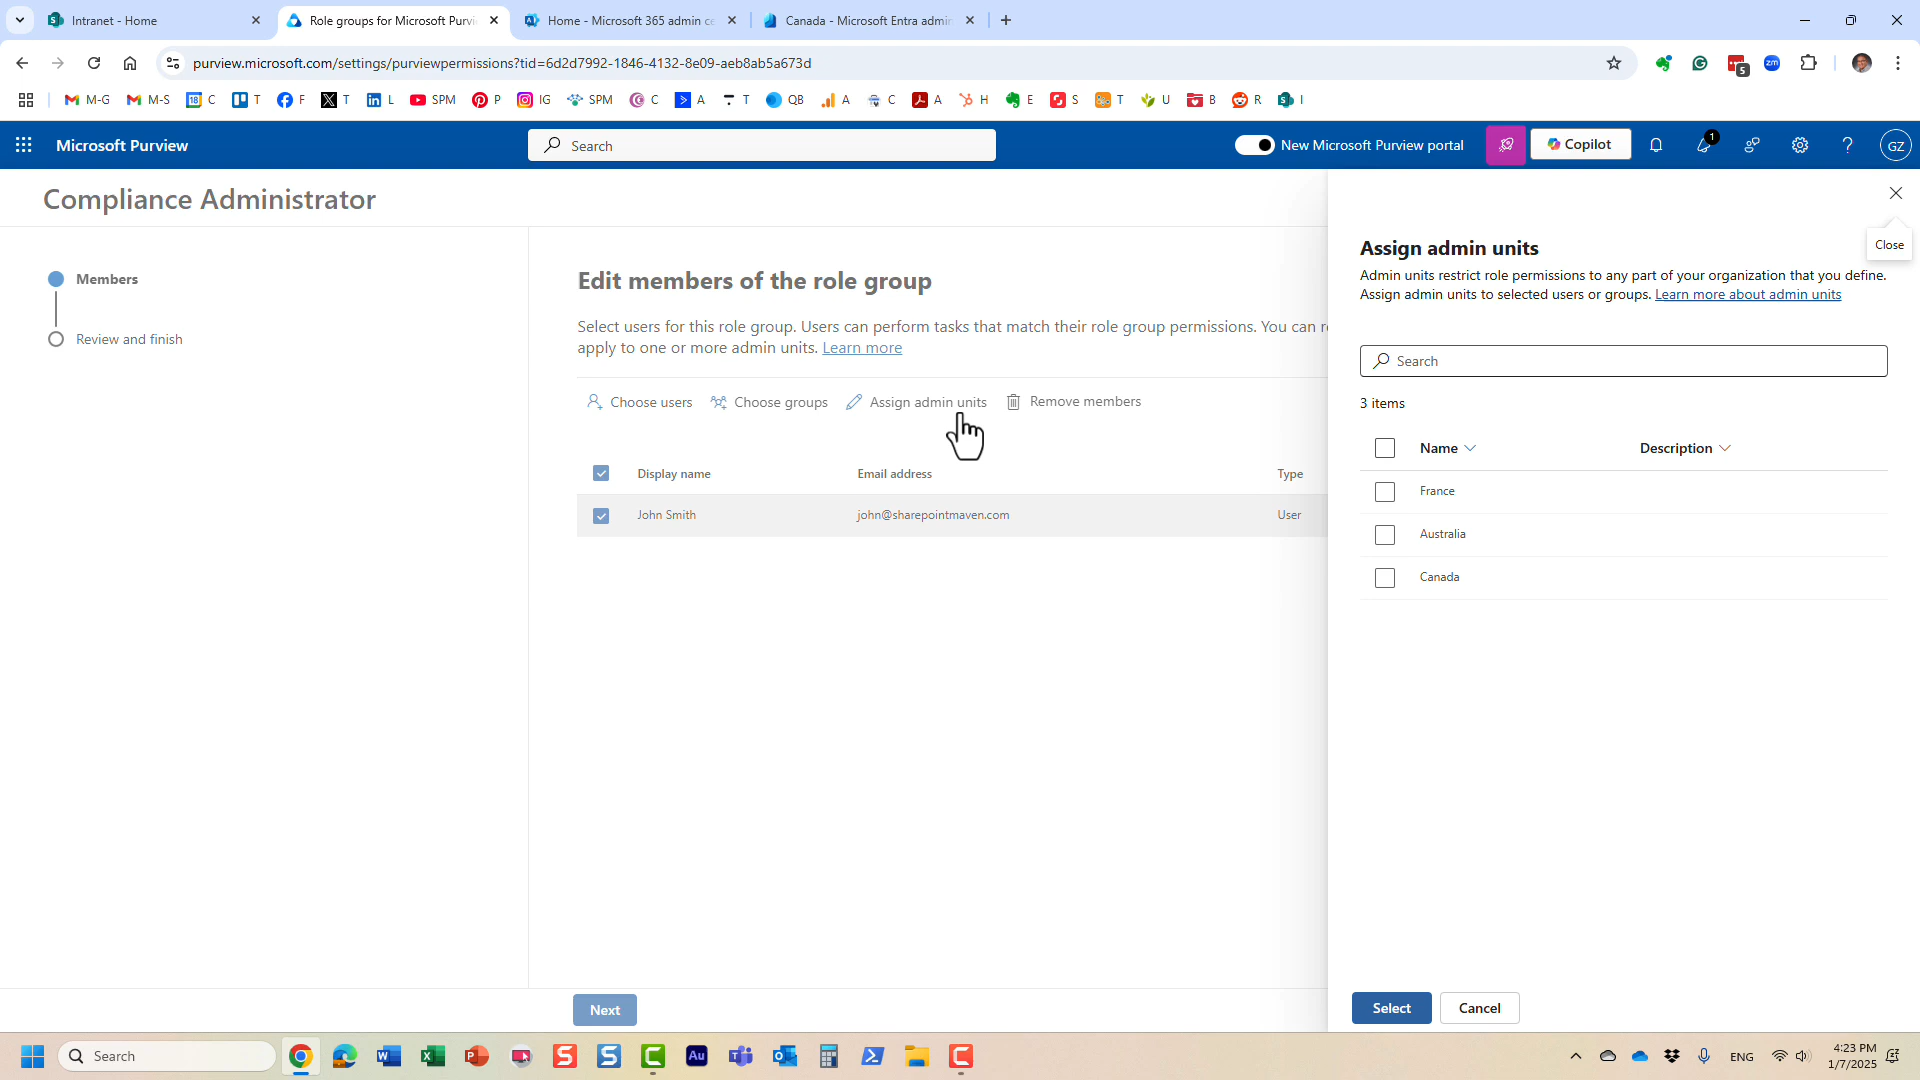 Intranet - Home
Role groups for Microsoft Purvi
Home - Microsoft 365 admin ce
Canada - Microsoft Entra admin
purview.microsoft.com/settings/purviewpermissions?tid=6d2d7992-1846-4132-8e09-aeb8ab5a673d
5
zm
M-G
M-S
18
C
T
F
T
L
SPM
P
IG
SPM
C
A
T
QB
A
C
A
H
E
S
T
U
B
R
I
Microsoft Purview
Search
New Microsoft Purview portal
Copilot
1
GZ
Compliance Administrator
Members
Review and finish
Edit members of the role group
Select users for this role group. Users can perform tasks that match their role group permissions. You can r
apply to one or more admin units. Learn more
Choose users
Choose groups
Assign admin units
Remove members
Display name
Email address
Type
John Smith
john@sharepointmaven.com
User
Next
Close
Assign admin units
Admin units restrict role permissions to any part of your organization that you define.
Assign admin units to selected users or groups. Learn more about admin units
Search
3 items
Name
Description
France
Australia
Canada
Select
Cancel
Search
Au
ENG
4:23 PM
1/7/2025